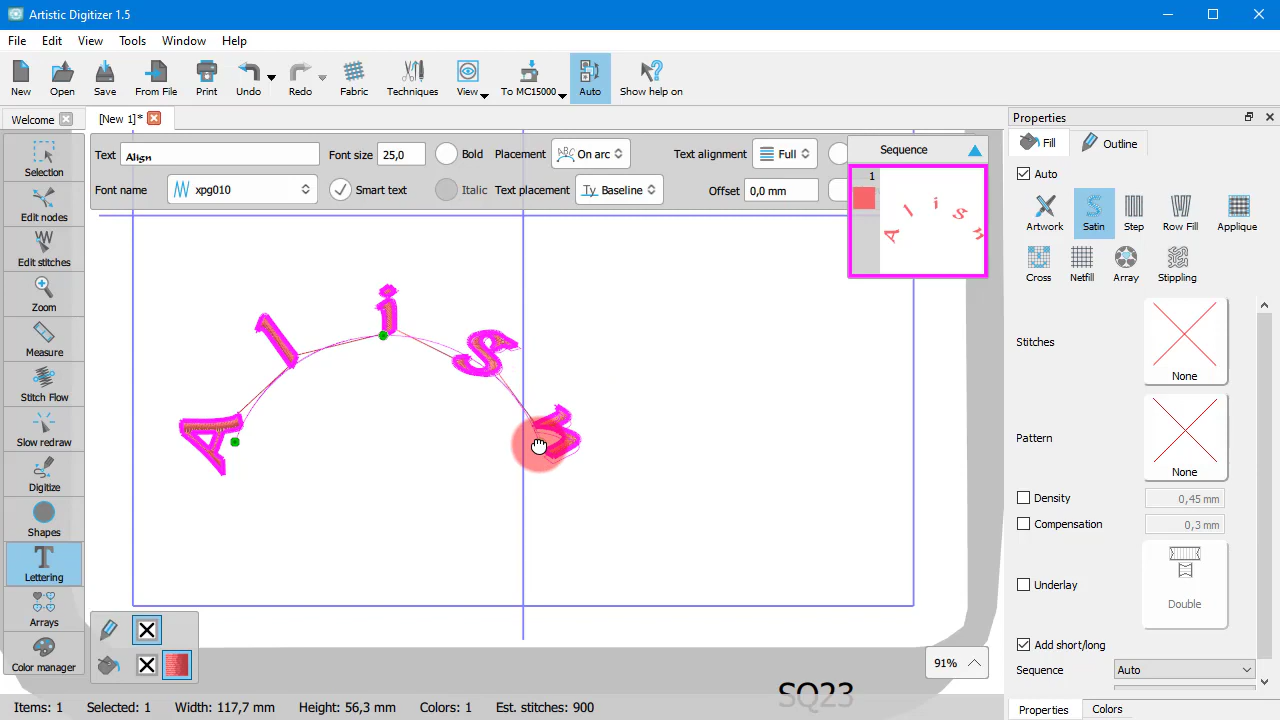 Artistic Digitizer 1.5
File Edit View Tools Window Help
New Open Save From File Print Undo Redo Fabric Techniques View To MC15000 Auto Show help on
Welcome [New 1]*
Properties
Fill Outline
Auto
Artwork Satin Step Row Fill Applique
Cross Netfill Array Stippling
Stitches None
Pattern None
Density 0,45 mm
Compensation 0,3 mm
Underlay Double
Add short/long
Sequence Auto
Properties Colors
Text Align Font size 25,0 Bold Placement ABC On arc Text alignment Full
Font name xpg010 Smart text Italic Text placement Ty Baseline Offset 0,0 mm
Sequence
1
Selection
Edit nodes
Edit stitches
Zoom
Measure
Stitch Flow
Slow redraw
Digitize
Shapes
Lettering
Arrays
Color manager
91%
SQ23
Items: 1 Selected: 1 Width: 117,7 mm Height: 56,3 mm Colors: 1 Est. stitches: 900